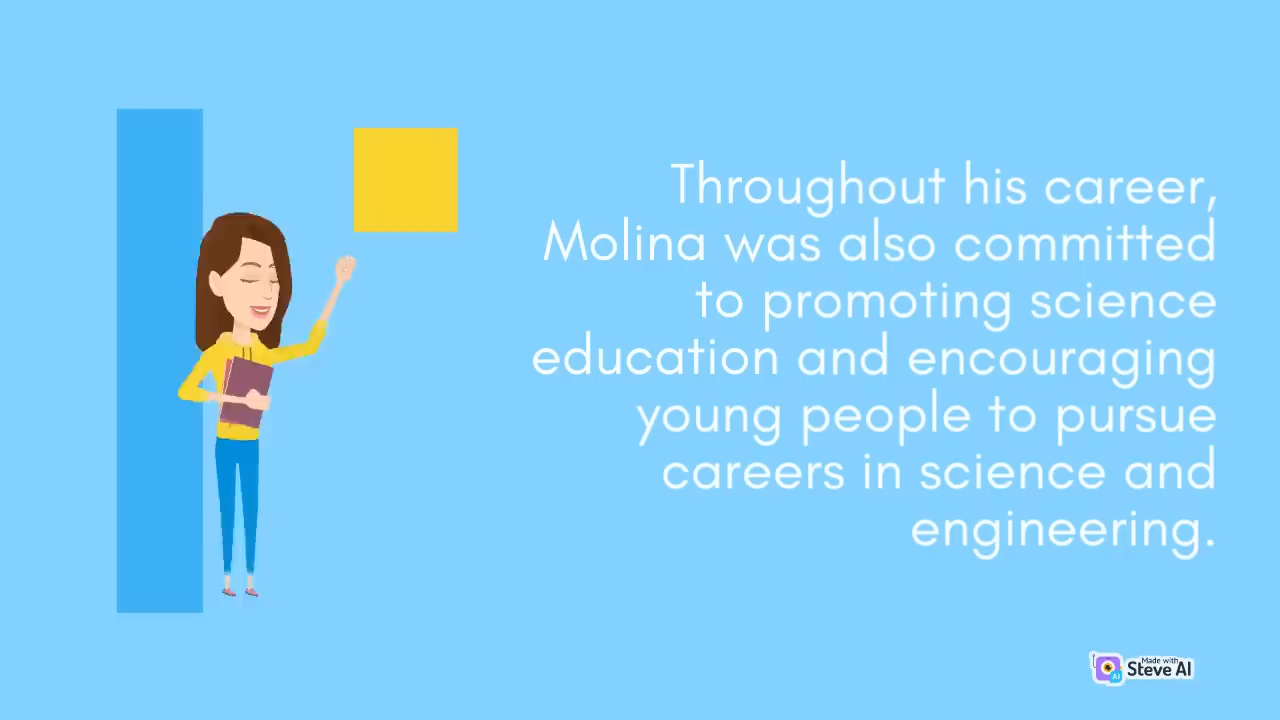 Throughout his career,
Molina was also committed
to promoting science
education and encouraging
young people to pursue
careers in science and
engineering.
Made with
Steve AI
AI